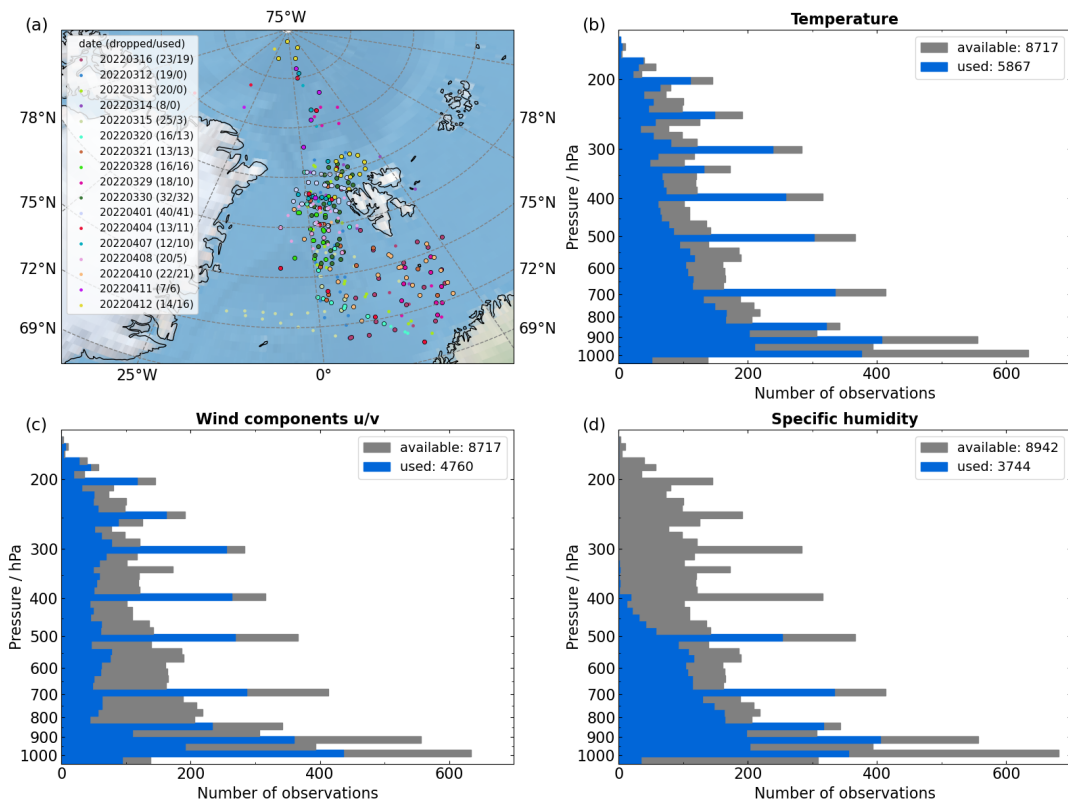 (a)
75°W
date (dropped/used)
20220316 (23/19)
20220312 (19/0)
20220313 (20/0)
20220314 (8/0)
20220315 (25/3)
20220320 (16/13)
20220321 (13/13)
20220328 (16/16)
20220329 (18/10)
20220330 (32/32)
20220401 (40/41)
20220404 (13/11)
20220407 (12/10)
20220408 (20/5)
20220410 (22/21)
20220411 (7/6)
20220412 (14/16)
78°N
75°N
72°N
69°N
78°N
75°N
72°N
69°N
25°W
0°
(b)
Temperature
available: 8717
used: 5867
Pressure / hPa
200
300
400
500
600
700
800
900
1000
0
200
400
600
Number of observations
(c)
Wind components u/v
available: 8717
used: 4760
Pressure / hPa
200
300
400
500
600
700
800
900
1000
0
200
400
600
Number of observations
(d)
Specific humidity
available: 8942
used: 3744
Pressure / hPa
200
300
400
500
600
700
800
900
1000
0
200
400
600
Number of observations